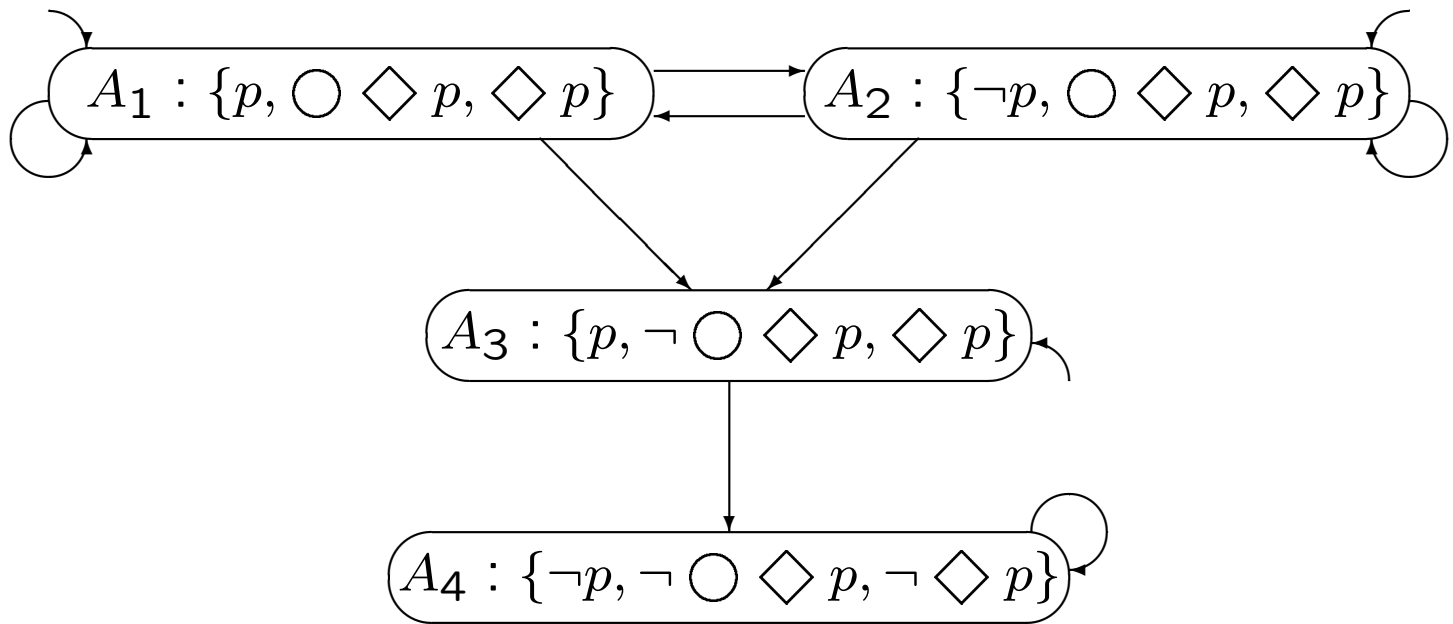 A₁ : {p, ◯ ◇ p, ◇ p}
A₂ : {¬p, ◯ ◇ p, ◇ p}
A₃ : {p, ¬ ◯ ◇ p, ◇ p}
A₄ : {¬p, ¬ ◯ ◇ p, ¬ ◇ p}